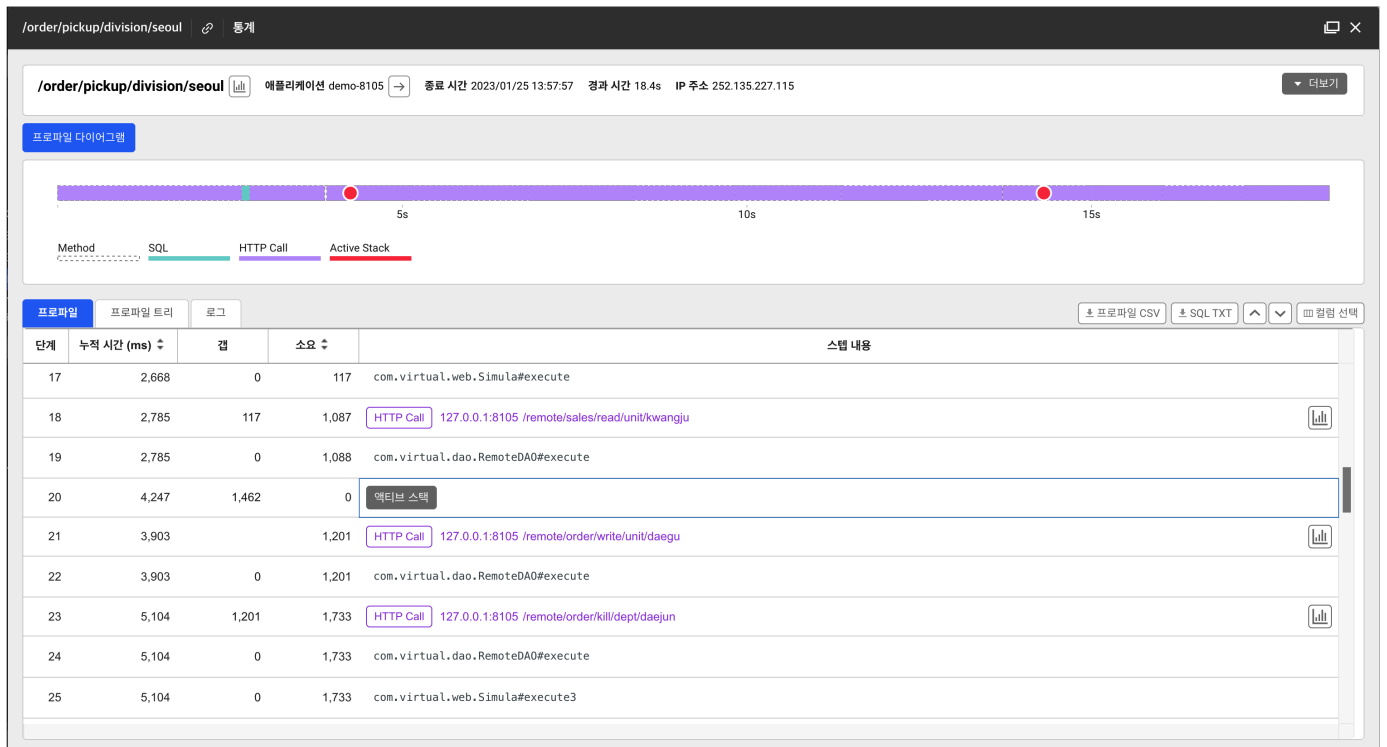 /order/pickup/division/seoul 통계
/order/pickup/division/seoul 애플리케이션 demo-8105 종료 시간 2023/01/25 13:57:57 경과 시간 18.4s IP 주소 252.135.227.115 더보기
프로파일 다이어그램
5s 10s 15s
Method SQL HTTP Call Active Stack
프로파일 프로파일 트리 로그 프로파일 CSV SQL TXT 컬럼 선택
단계 누적 시간 (ms) 갭 소요 스텝 내용
17 2,668 0 117 com.virtual.web.Simula#execute
18 2,785 117 1,087 HTTP Call 127.0.0.1:8105 /remote/sales/read/unit/kwangju
19 2,785 0 1,088 com.virtual.dao.RemoteDAO#execute
20 4,247 1,462 0 액티브 스택
21 3,903 1,201 HTTP Call 127.0.0.1:8105 /remote/order/write/unit/daegu
22 3,903 0 1,201 com.virtual.dao.RemoteDAO#execute
23 5,104 1,201 1,733 HTTP Call 127.0.0.1:8105 /remote/order/kill/dept/daejun
24 5,104 0 1,733 com.virtual.dao.RemoteDAO#execute
25 5,104 0 1,733 com.virtual.web.Simula#execute3